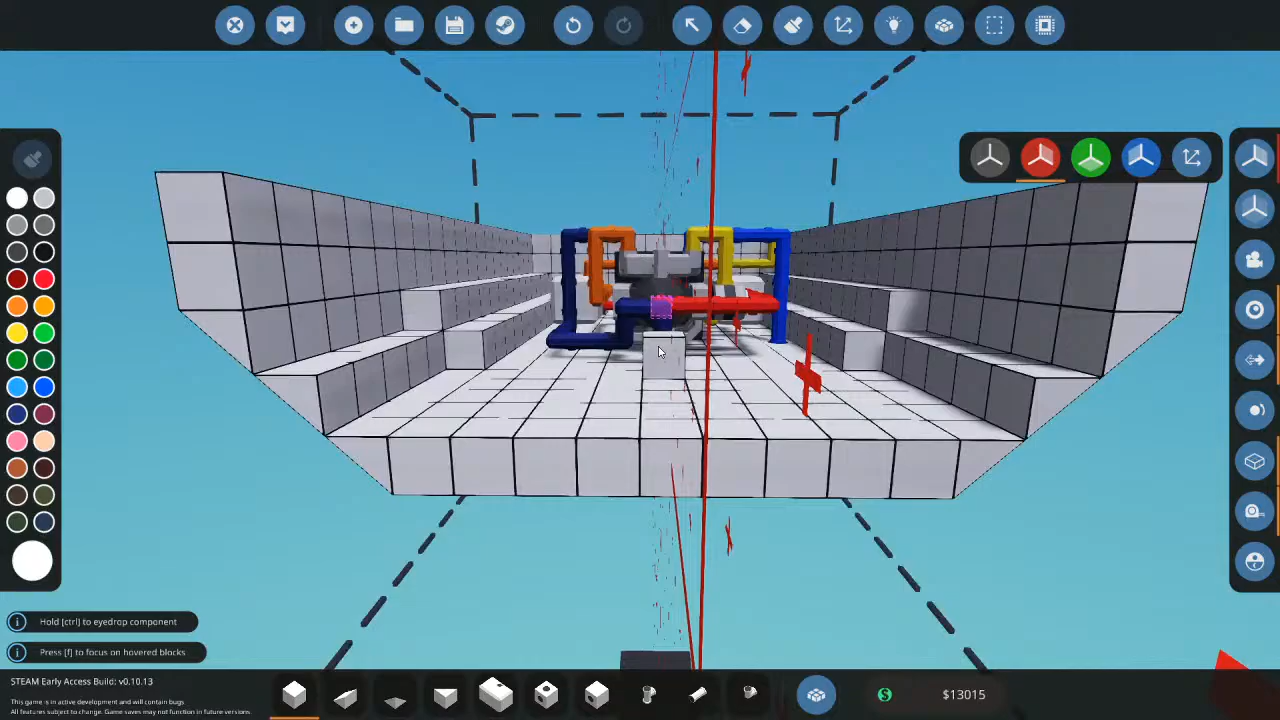 Hold [ctrl] to eyedrop component
Press [f] to focus on hovered blocks
STEAM Early Access Build: v0.10.13
This game is in active development and will contain bugs
All features subject to change. Game saves may not function in future versions.
$13015